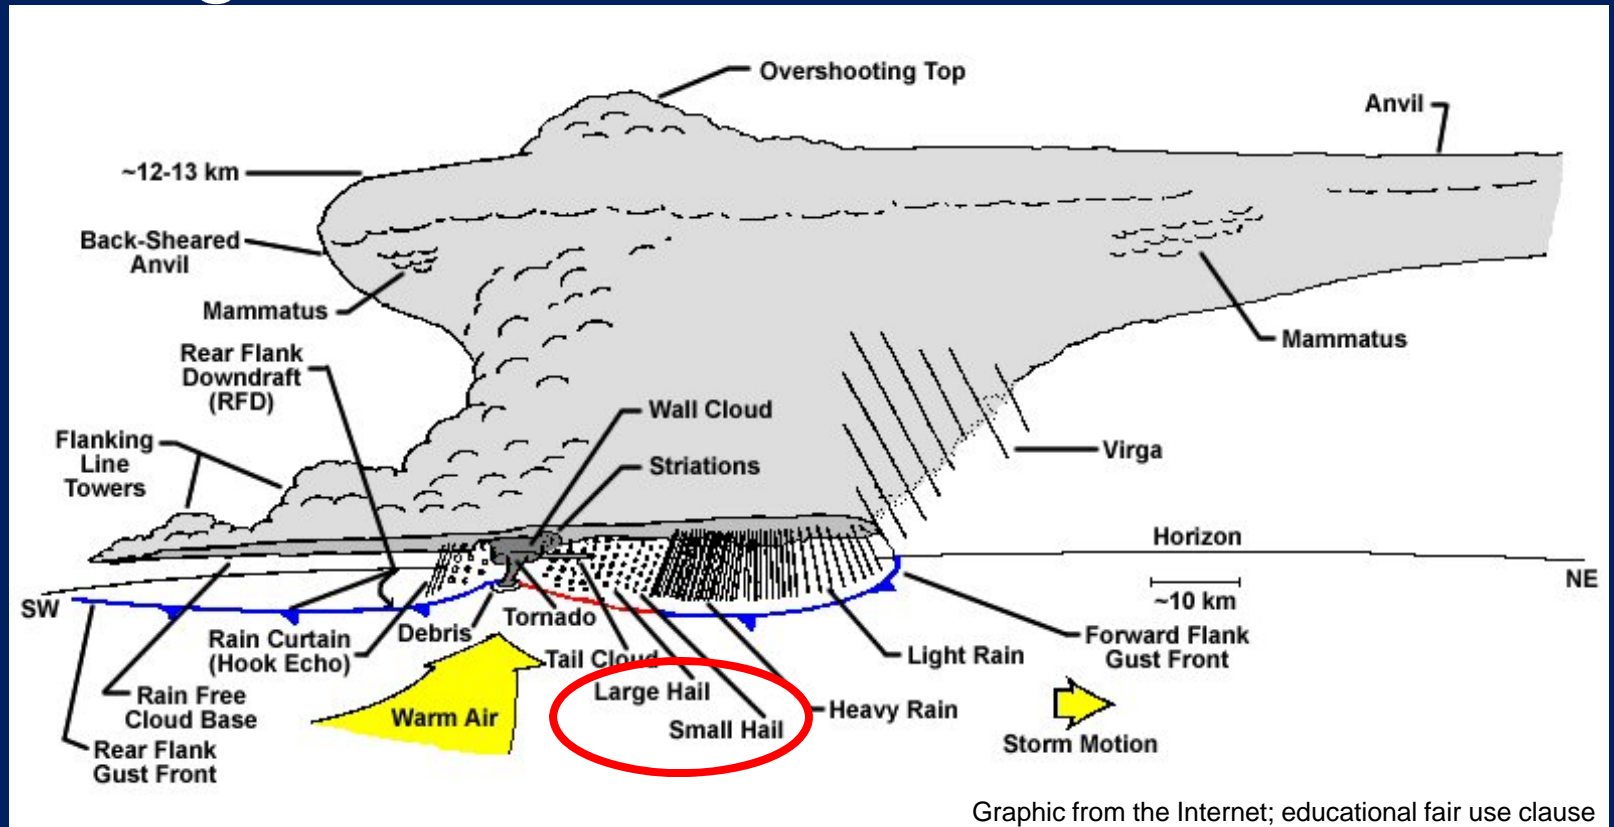 Overshooting Top
Anvil
~12-13 km
Back-Sheared
Anvil
Mammatus
Mammatus
Rear Flank
Downdraft
(RFD)
Wall Cloud
Flanking
Line
Towers
Striations
Virga
Horizon
SW
NE
~10 km
Rain Curtain
(Hook Echo)
Debris
Tornado
Tail Cloud
Light Rain
Forward Flank
Gust Front
Rain Free
Cloud Base
Warm Air
Large Hail
Small Hail
Heavy Rain
Storm Motion
Rear Flank
Gust Front
Graphic from the Internet; educational fair use clause